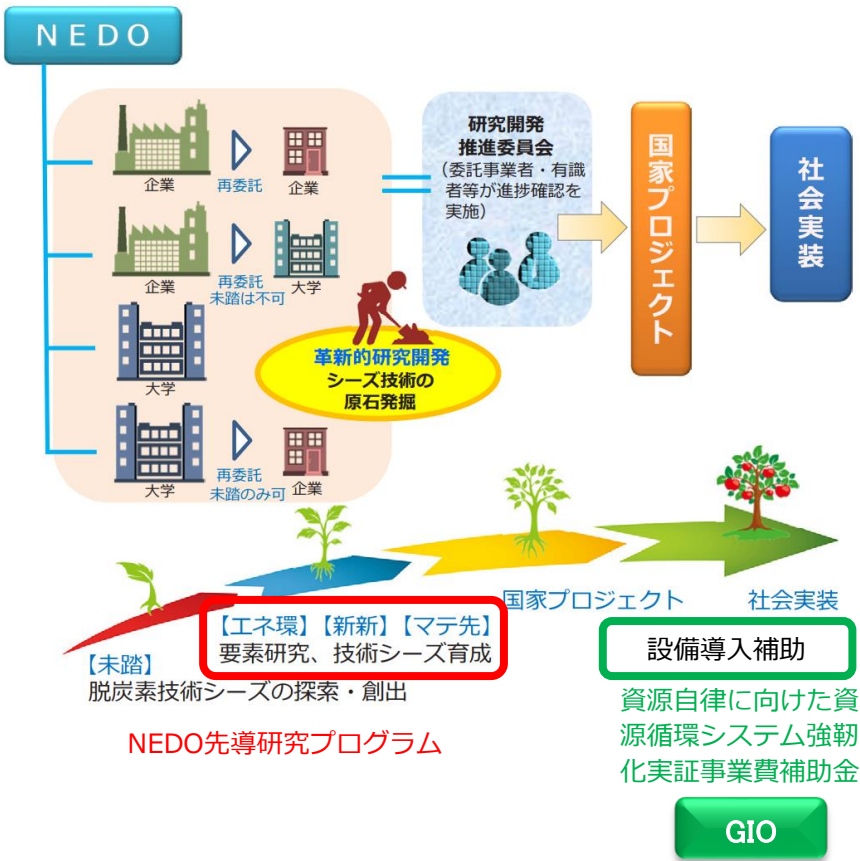 NEDO
企業
再委託
企業
企業
再委託
未踏は不可
大学
大学
大学
再委託
未踏のみ可
企業
革新的研究開発
シーズ技術の
原石発掘
研究開発
推進委員会
(委託事業者・有識
者等が進捗確認を
実施)
国家プロジェクト
社会実装
【未踏】
脱炭素技術シーズの探索・創出
【エネ環】【新新】【マテ先】
要素研究、技術シーズ育成
国家プロジェクト
社会実装
NEDO先導研究プログラム
設備導入補助
資源自律に向けた資
源循環システム強靭
化実証事業費補助金
GIO